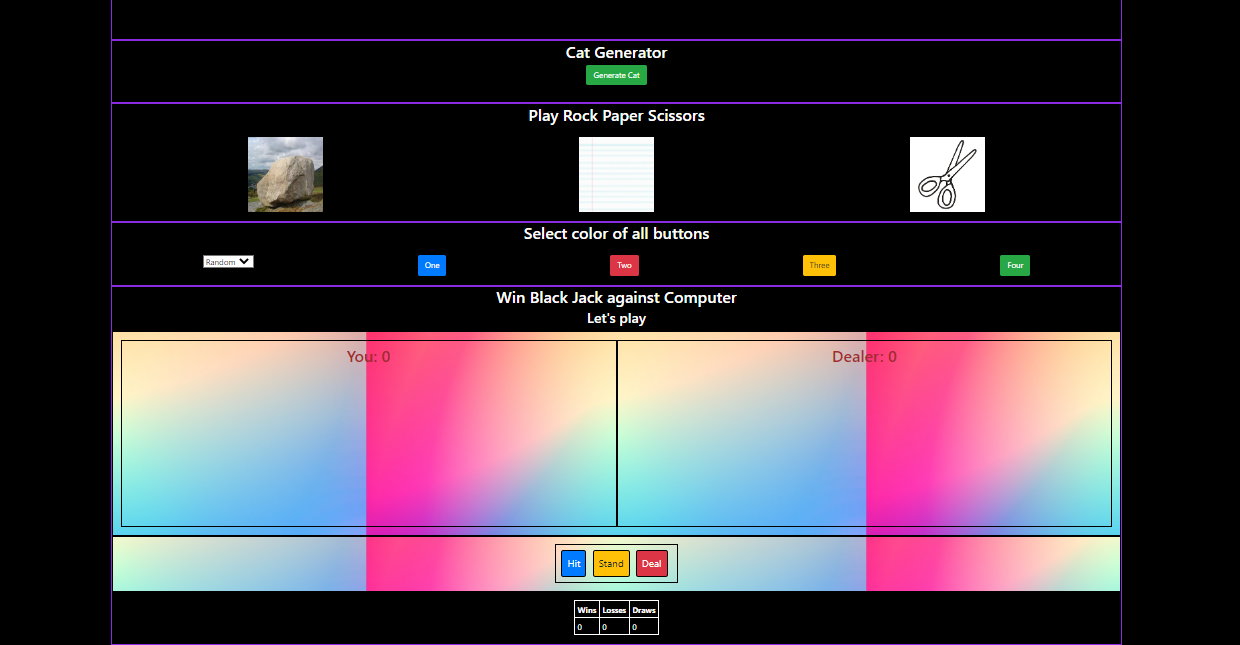 Cat Generator
Generate Cat
Play Rock Paper Scissors
Select color of all buttons
Random One Two Three Four
Win Black Jack against Computer
Let's play
You: 0 Dealer: 0
Hit Stand Deal
Wins Losses Draws
0 0 0